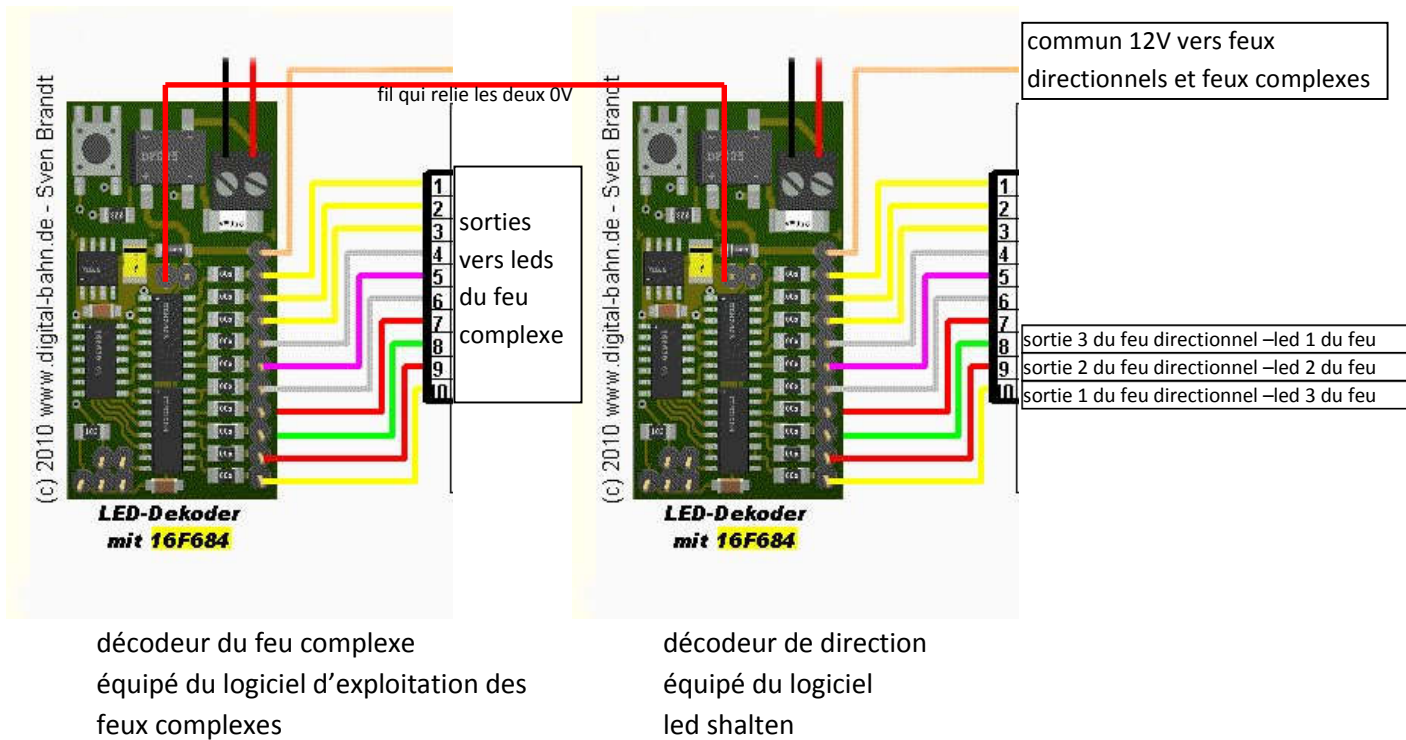 commun 12V vers feux
directionnels et feux complexes
fil qui relie les deux 0V
(c) 2010 www.digital-bahn.de - Sven Brandt
1
2
3
4
5
6
7
8
9
10
sorties
vers leds
du feu
complexe
LED-Dekoder
mit 16F684
(c) 2010 www.digital-bahn.de - Sven Brandt
1
2
3
4
5
6
7
8
9
10
sortie 3 du feu directionnel –led 1 du feu
sortie 2 du feu directionnel –led 2 du feu
sortie 1 du feu directionnel –led 3 du feu
LED-Dekoder
mit 16F684
décodeur du feu complexe
équipé du logiciel d’exploitation des
feux complexes
décodeur de direction
équipé du logiciel
led shalten